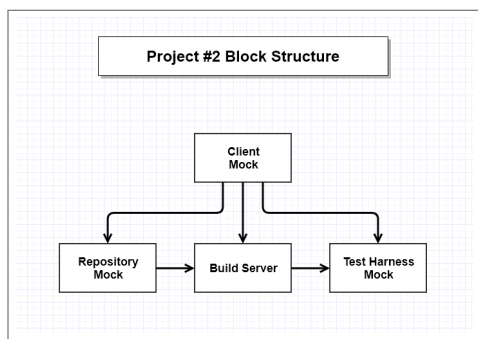 Project #2 Block Structure
Client
Mock
Repository
Mock
Build Server
Test Harness
Mock